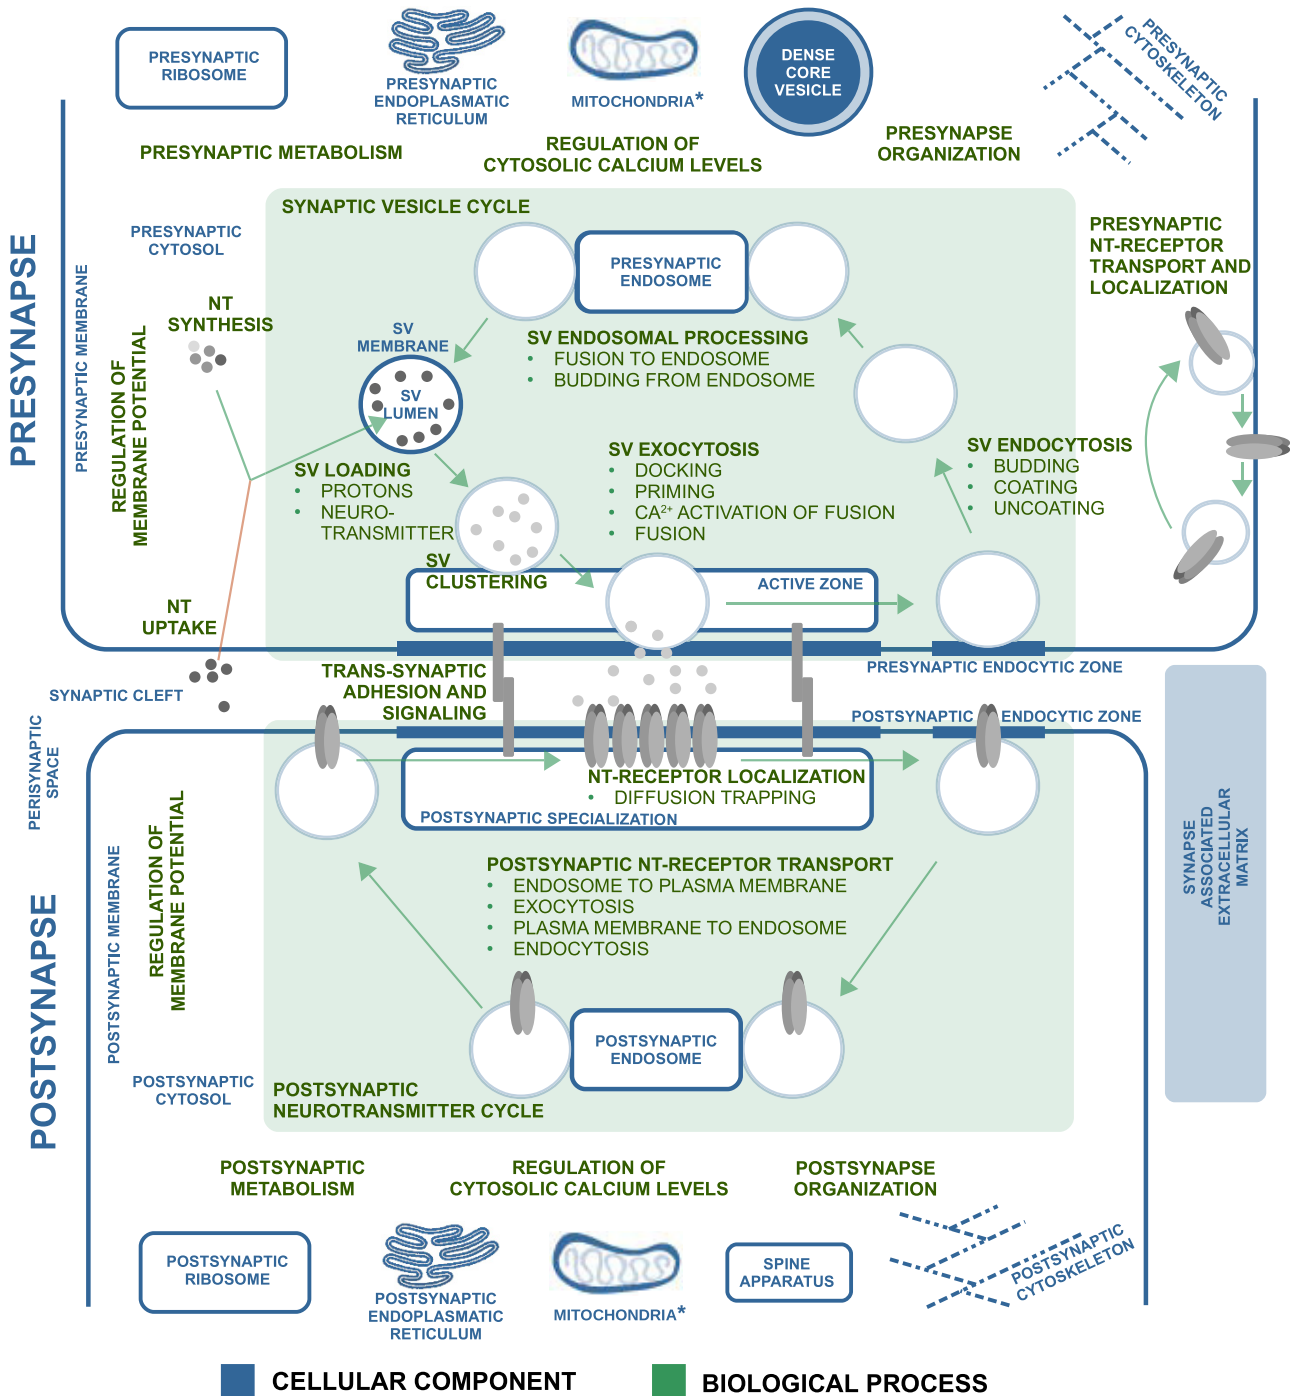 PRESYNAPTIC
RIBOSOME
PRESYNAPTIC
ENDOPLASMATIC
RETICULUM
MITOCHONDRIA*
DENSE
CORE
VESICLE
PRESYNAPTIC
CYTOSKELETON
PRESYNAPTIC METABOLISM
REGULATION OF
CYTOSOLIC CALCIUM LEVELS
PRESYNAPSE
ORGANIZATION
PRESYNAPSE
PRESYNAPTIC MEMBRANE
PRESYNAPTIC
CYTOSOL
SYNAPTIC VESICLE CYCLE
PRESYNAPTIC
ENDOSOME
PRESYNAPTIC
NT-RECEPTOR
TRANSPORT AND
LOCALIZATION
NT
SYNTHESIS
REGULATION OF
MEMBRANE POTENTIAL
SV
MEMBRANE
SV
LUMEN
SV ENDOSOMAL PROCESSING
• FUSION TO ENDOSOME
• BUDDING FROM ENDOSOME
SV LOADING
• PROTONS
• NEURO-
TRANSMITTER
SV EXOCYTOSIS
• DOCKING
• PRIMING
• CA²⁺ ACTIVATION OF FUSION
• FUSION
SV ENDOCYTOSIS
• BUDDING
• COATING
• UNCOATING
SV
CLUSTERING
ACTIVE ZONE
NT
UPTAKE
PRESYNAPTIC ENDOCYTIC ZONE
SYNAPTIC CLEFT
TRANS-SYNAPTIC
ADHESION AND
SIGNALING
POSTSYNAPTIC ENDOCYTIC ZONE
PERISYNAPTIC
SPACE
NT-RECEPTOR LOCALIZATION
• DIFFUSION TRAPPING
POSTSYNAPTIC SPECIALIZATION
SYNAPSE
ASSOCIATED
EXTRACELLULAR
MATRIX
POSTSYNAPSE
POSTSYNAPTIC MEMBRANE
REGULATION OF
MEMBRANE POTENTIAL
POSTSYNAPTIC NT-RECEPTOR TRANSPORT
• ENDOSOME TO PLASMA MEMBRANE
• EXOCYTOSIS
• PLASMA MEMBRANE TO ENDOSOME
• ENDOCYTOSIS
POSTSYNAPTIC
ENDOSOME
POSTSYNAPTIC
CYTOSOL
POSTSYNAPTIC
NEUROTRANSMITTER CYCLE
POSTSYNAPTIC
METABOLISM
REGULATION OF
CYTOSOLIC CALCIUM LEVELS
POSTSYNAPSE
ORGANIZATION
POSTSYNAPTIC
RIBOSOME
POSTSYNAPTIC
ENDOPLASMATIC
RETICULUM
MITOCHONDRIA*
SPINE
APPARATUS
POSTSYNAPTIC
CYTOSKELETON
CELLULAR COMPONENT
BIOLOGICAL PROCESS